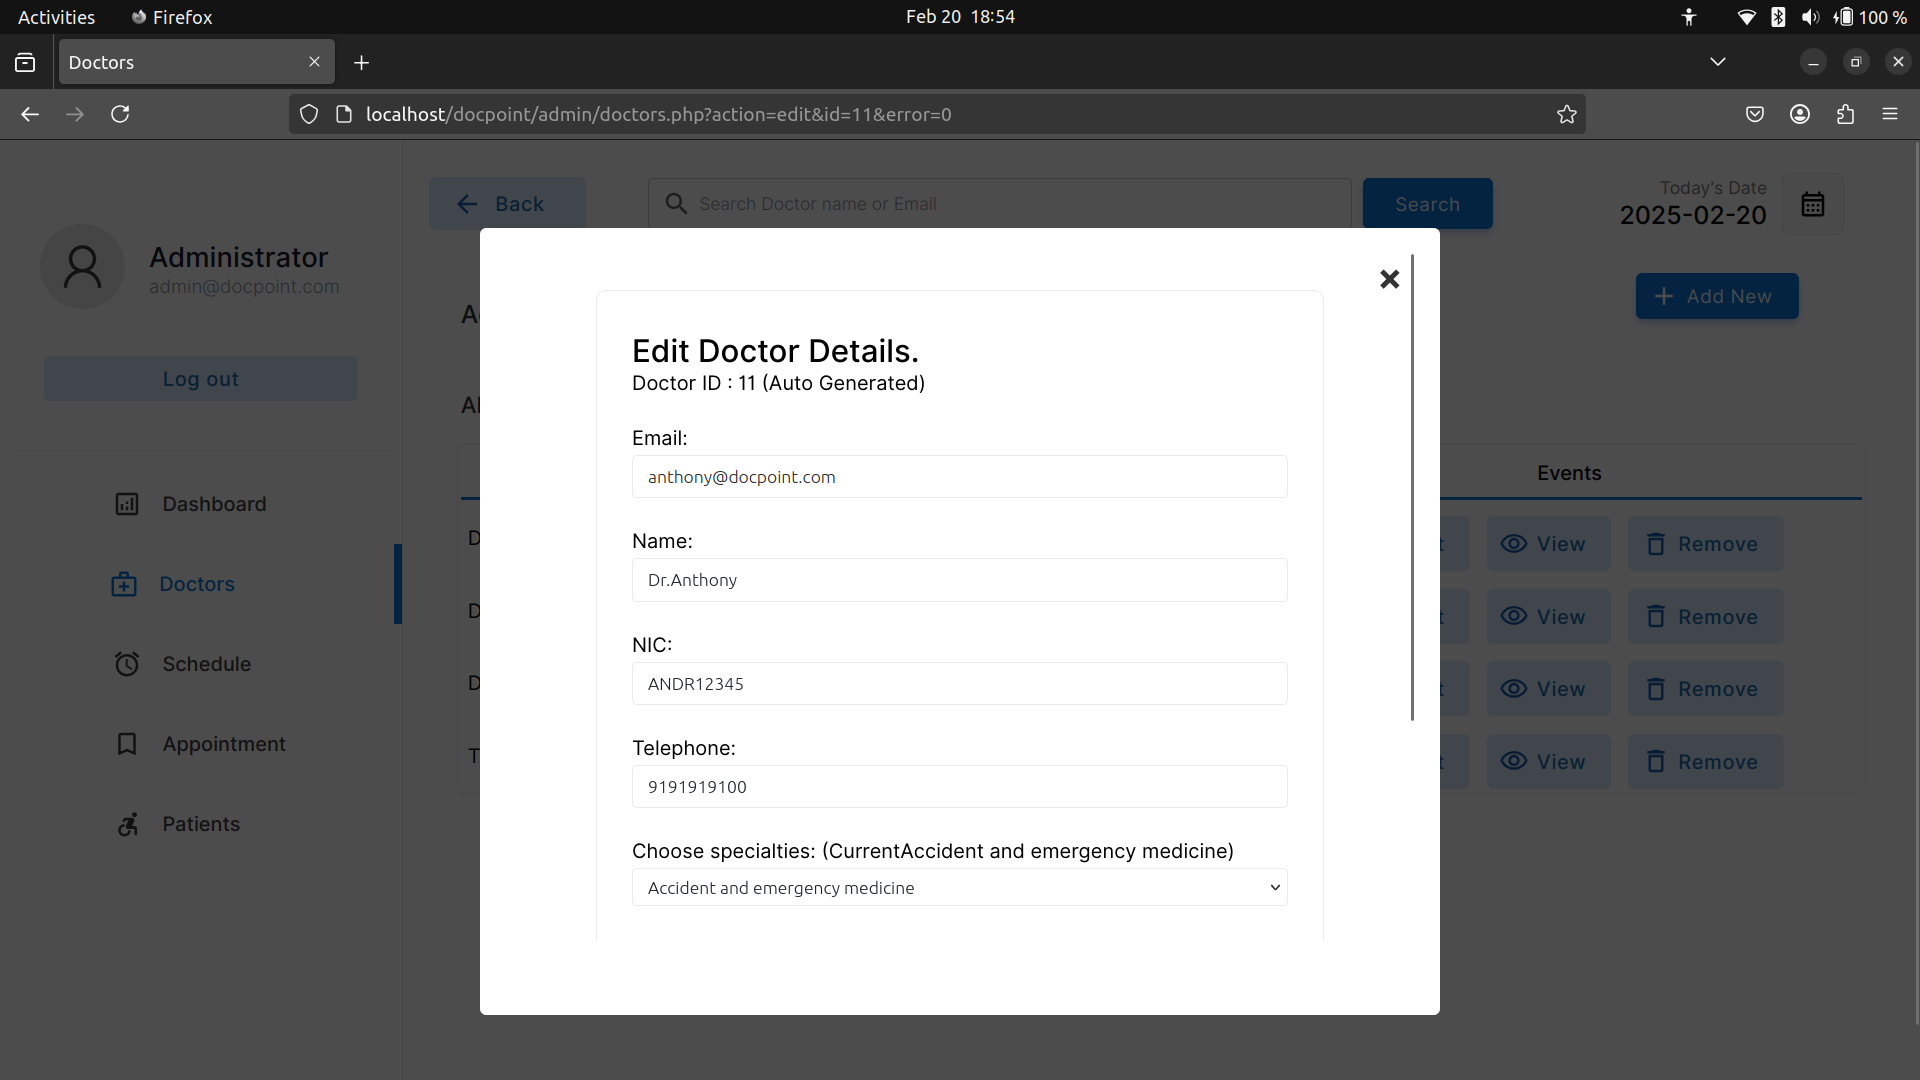 Activities
Firefox
Feb 20 18:54
100 %
Doctors
localhost/docpoint/admin/doctors.php?action=edit&id=11&error=0
Administrator
admin@docpoint.com
Log out
Dashboard
Doctors
Schedule
Appointment
Patients
Back
Search Doctor name or Email
Search
Today's Date
2025-02-20
Add New
Edit Doctor Details.
Doctor ID : 11 (Auto Generated)
Email:
anthony@docpoint.com
Name:
Dr.Anthony
NIC:
ANDR12345
Telephone:
9191919100
Choose specialties: (CurrentAccident and emergency medicine)
Accident and emergency medicine
Events
View
Remove
View
Remove
View
Remove
View
Remove